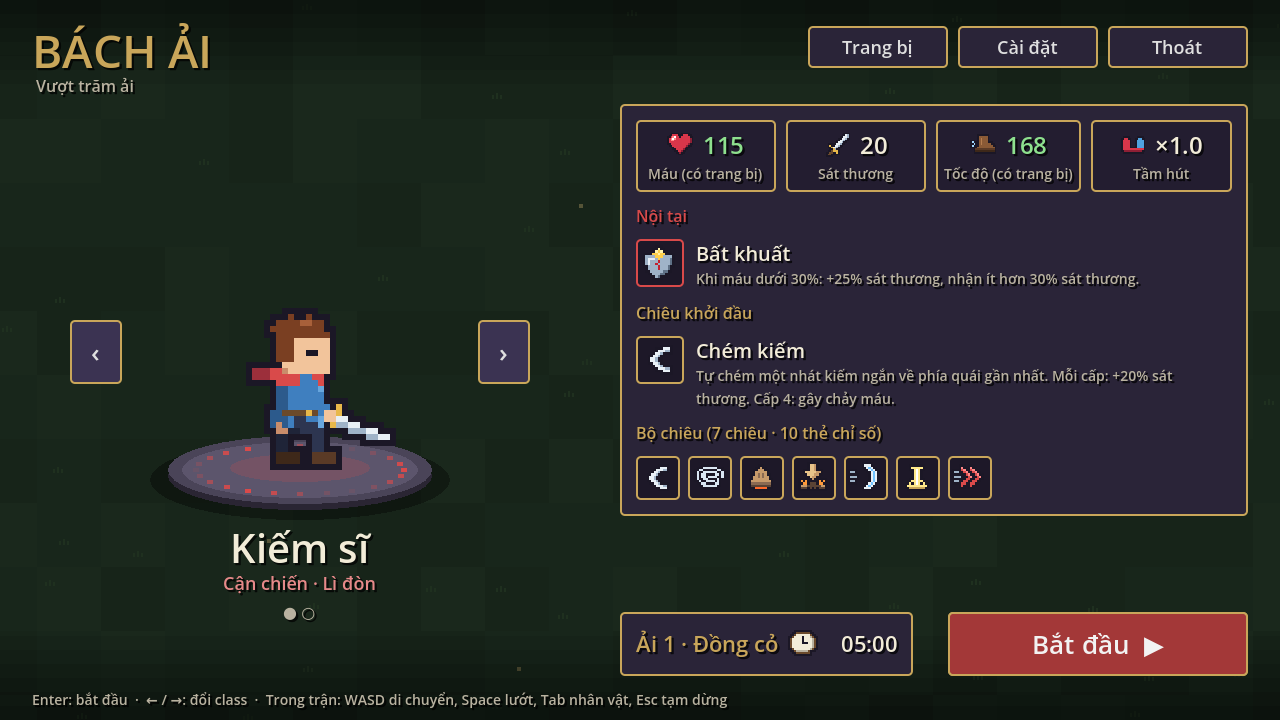 BÁCH ẢI
Vượt trăm ải
Trang bị
Cài đặt
Thoát
115
Máu (có trang bị)
20
Sát thương
168
Tốc độ (có trang bị)
×1.0
Tầm hút
Nội tại
Bất khuất
Khi máu dưới 30%: +25% sát thương, nhận ít hơn 30% sát thương.
Chiêu khởi đầu
Chém kiếm
Tự chém một nhát kiếm ngắn về phía quái gần nhất. Mỗi cấp: +20% sát
thương. Cấp 4: gây chảy máu.
Bộ chiêu (7 chiêu · 10 thẻ chỉ số)
‹
›
Kiếm sĩ
Cận chiến · Lì đòn
Ải 1 · Đồng cỏ
05:00
Bắt đầu ▶
Enter: bắt đầu · ← / →: đổi class · Trong trận: WASD di chuyển, Space lướt, Tab nhân vật, Esc tạm dừng